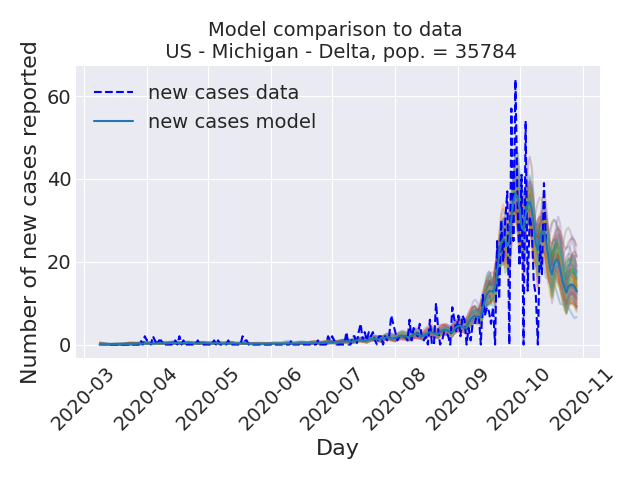 Model comparison to data
US - Michigan - Delta, pop. = 35784
new cases data
new cases model
Number of new cases reported
60
40
20
0
2020-03
2020-04
2020-05
2020-06
2020-07
2020-08
2020-09
2020-10
2020-11
Day